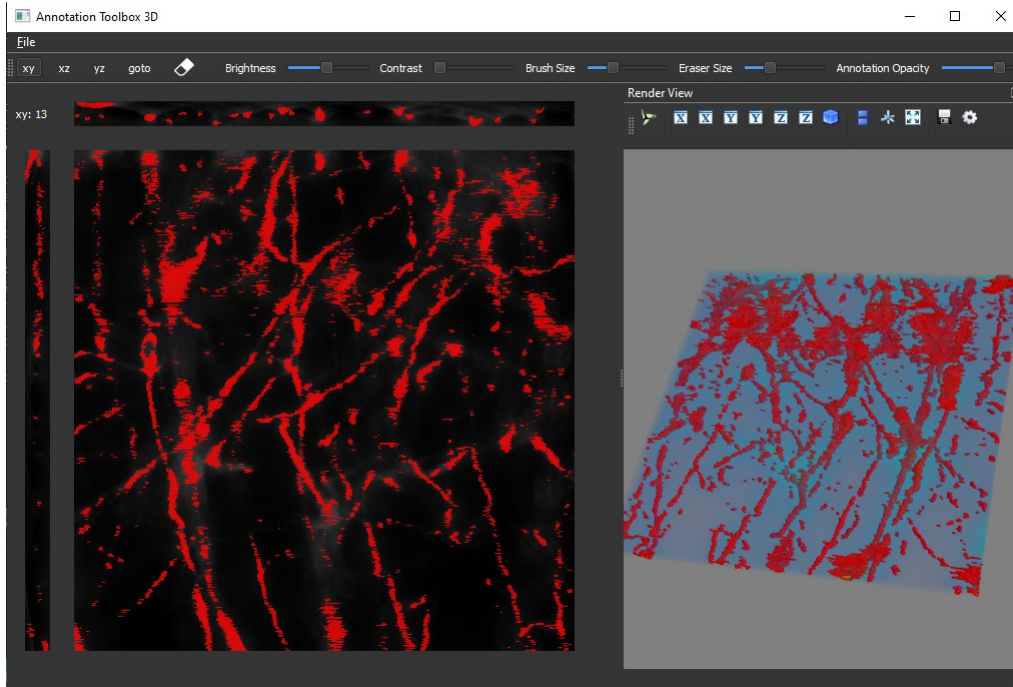 Annotation Toolbox 3D
File
xy xz yz goto Brightness Contrast Brush Size Eraser Size Annotation Opacity
Render View
xy: 13
X X Y Y Z Z